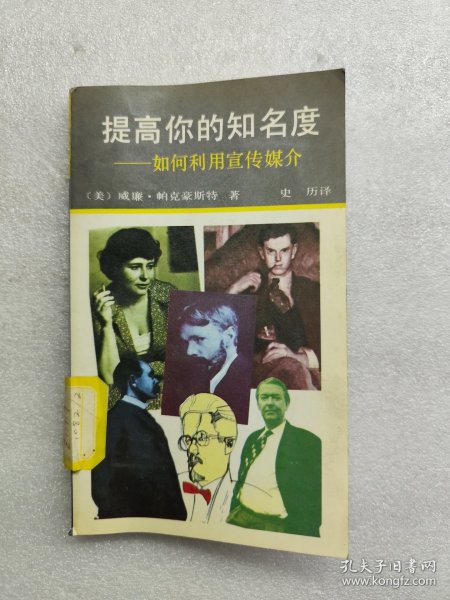 提高你的知名度
——如何利用宣传媒介
〔美〕威廉·帕克豪斯特 著 史 历译
孔夫子旧书网
www.kongfz.com